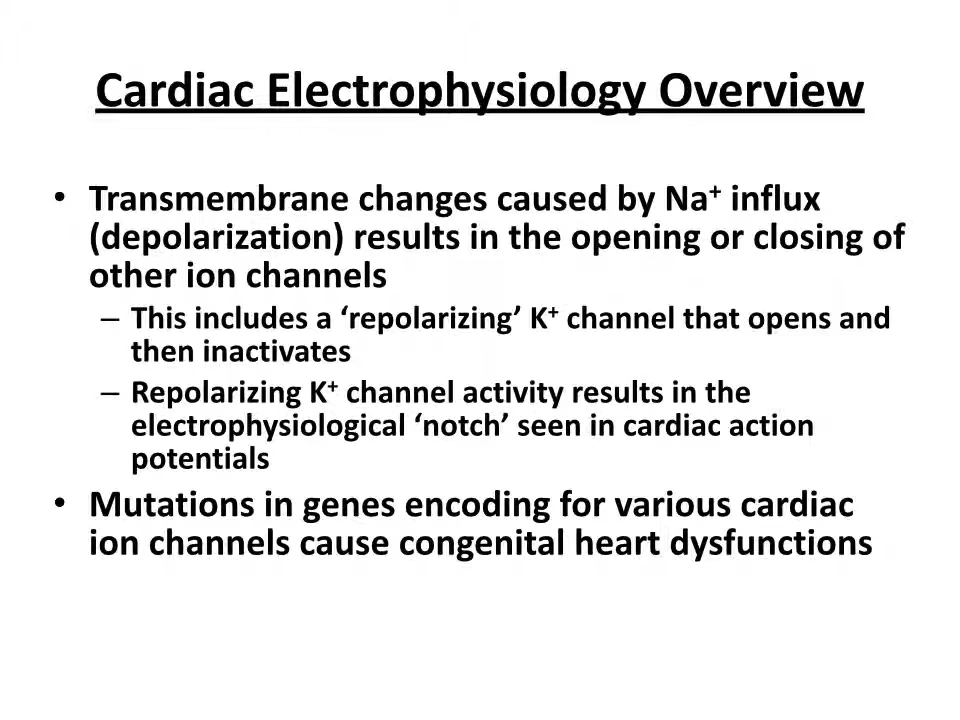 Cardiac Electrophysiology Overview
• Transmembrane changes caused by Na⁺ influx
(depolarization) results in the opening or closing of
other ion channels
– This includes a ‘repolarizing’ K⁺ channel that opens and
then inactivates
– Repolarizing K⁺ channel activity results in the
electrophysiological ‘notch’ seen in cardiac action
potentials
• Mutations in genes encoding for various cardiac
ion channels cause congenital heart dysfunctions